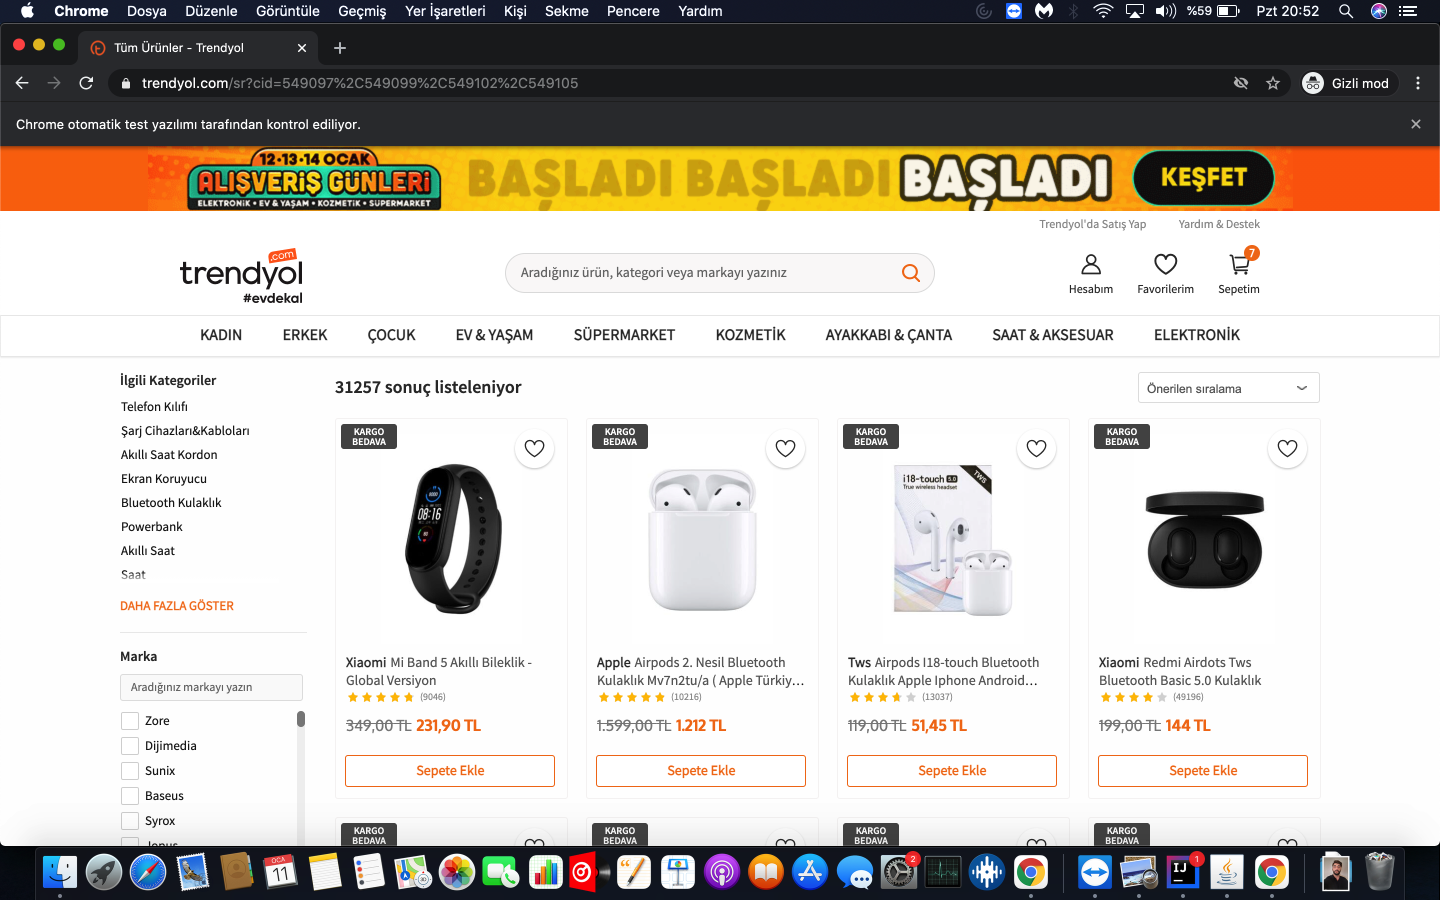 Chrome Dosya Düzenle Görüntüle Geçmiş Yer İşaretleri Kişi Sekme Pencere Yardım %59 Pzt 20:52
Tüm Ürünler - Trendyol
trendyol.com/sr?cid=549097%2C549099%2C549102%2C549105
Gizli mod
Chrome otomatik test yazılımı tarafından kontrol ediliyor.
12-13-14 OCAK
ALIŞVERİŞ GÜNLERİ
ELEKTRONİK • EV & YAŞAM • KOZMETİK • SÜPERMARKET
BAŞLADI BAŞLADI BAŞLADI
KEŞFET
Trendyol'da Satış Yap Yardım & Destek
trendyol .com
#evdekal
Aradığınız ürün, kategori veya markayı yazınız
7
Hesabım Favorilerim Sepetim
KADIN ERKEK ÇOCUK EV & YAŞAM SÜPERMARKET KOZMETİK AYAKKABI & ÇANTA SAAT & AKSESUAR ELEKTRONİK
İlgili Kategoriler
Telefon Kılıfı
Şarj Cihazları&Kabloları
Akıllı Saat Kordon
Ekran Koruyucu
Bluetooth Kulaklık
Powerbank
Akıllı Saat
Saat
DAHA FAZLA GÖSTER
Marka
Aradığınız markayı yazın
Zore
Dijimedia
Sunix
Baseus
Syrox
31257 sonuç listeleniyor
Önerilen sıralama
KARGO
BEDAVA
08:16
Xiaomi Mi Band 5 Akıllı Bileklik -
Global Versiyon
(9046)
349,00 TL 231,90 TL
Sepete Ekle
KARGO
BEDAVA
Apple Airpods 2. Nesil Bluetooth
Kulaklık Mv7n2tu/a ( Apple Türkiy...
(10216)
1.599,00 TL 1.212 TL
Sepete Ekle
KARGO
BEDAVA
TWS
i18-touch 5.0
True wireless headset
Tws Airpods I18-touch Bluetooth
Kulaklık Apple Iphone Android...
(13037)
119,00 TL 51,45 TL
Sepete Ekle
KARGO
BEDAVA
Xiaomi Redmi Airdots Tws
Bluetooth Basic 5.0 Kulaklık
(49196)
199,00 TL 144 TL
Sepete Ekle
KARGO
BEDAVA
KARGO
BEDAVA
KARGO
BEDAVA
KARGO
BEDAVA
OCA
11
2
IJ
1